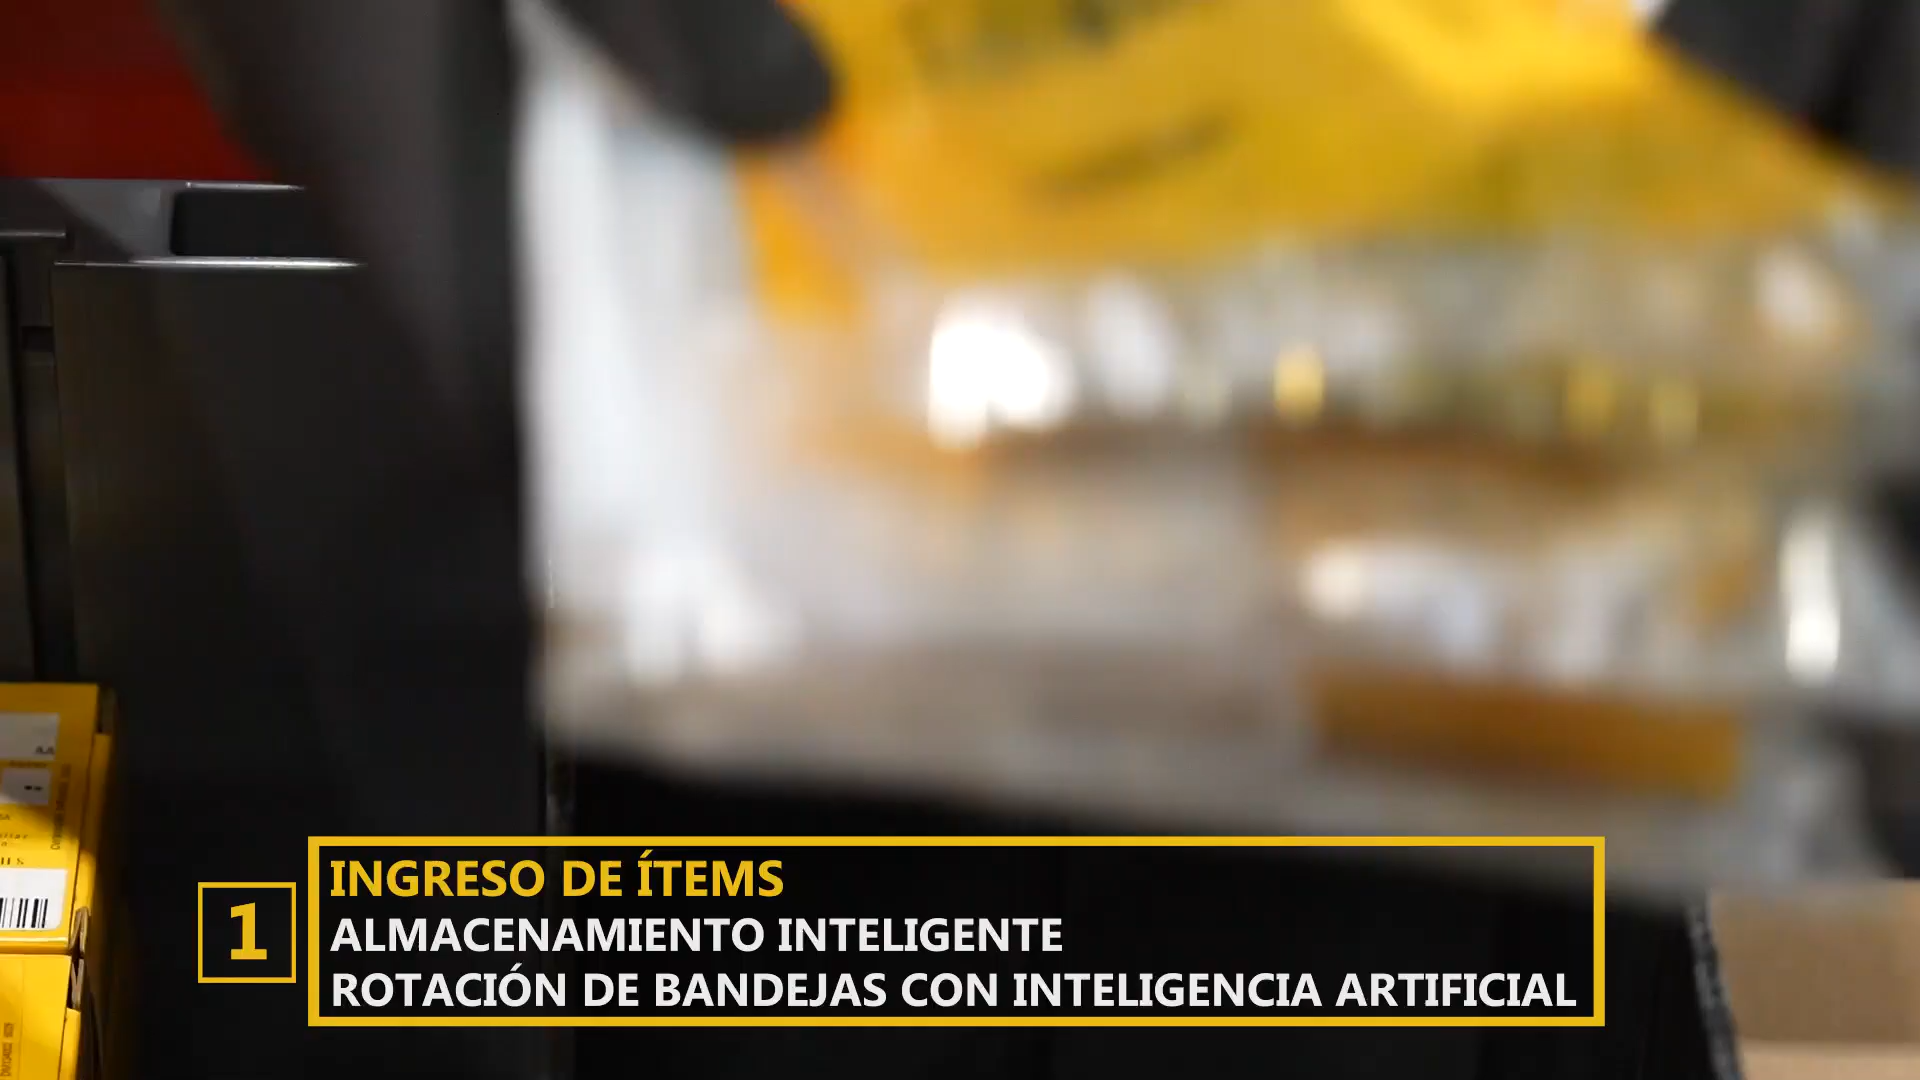 1
INGRESO DE ÍTEMS
ALMACENAMIENTO INTELIGENTE
ROTACIÓN DE BANDEJAS CON INTELIGENCIA ARTIFICIAL